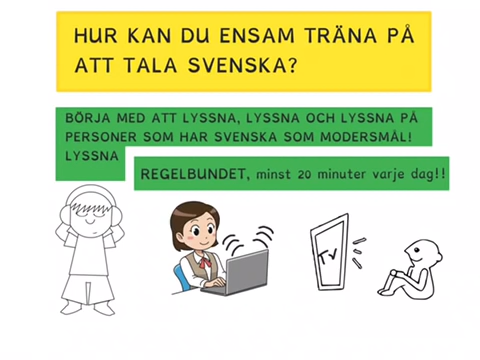 HUR KAN DU ENSAM TRÄNA PÅ
ATT TALA SVENSKA?
BÖRJA MED ATT LYSSNA, LYSSNA OCH LYSSNA PÅ
PERSONER SOM HAR SVENSKA SOM MODERSMÅL!
LYSSNA
REGELBUNDET, minst 20 minuter varje dag!!
TV